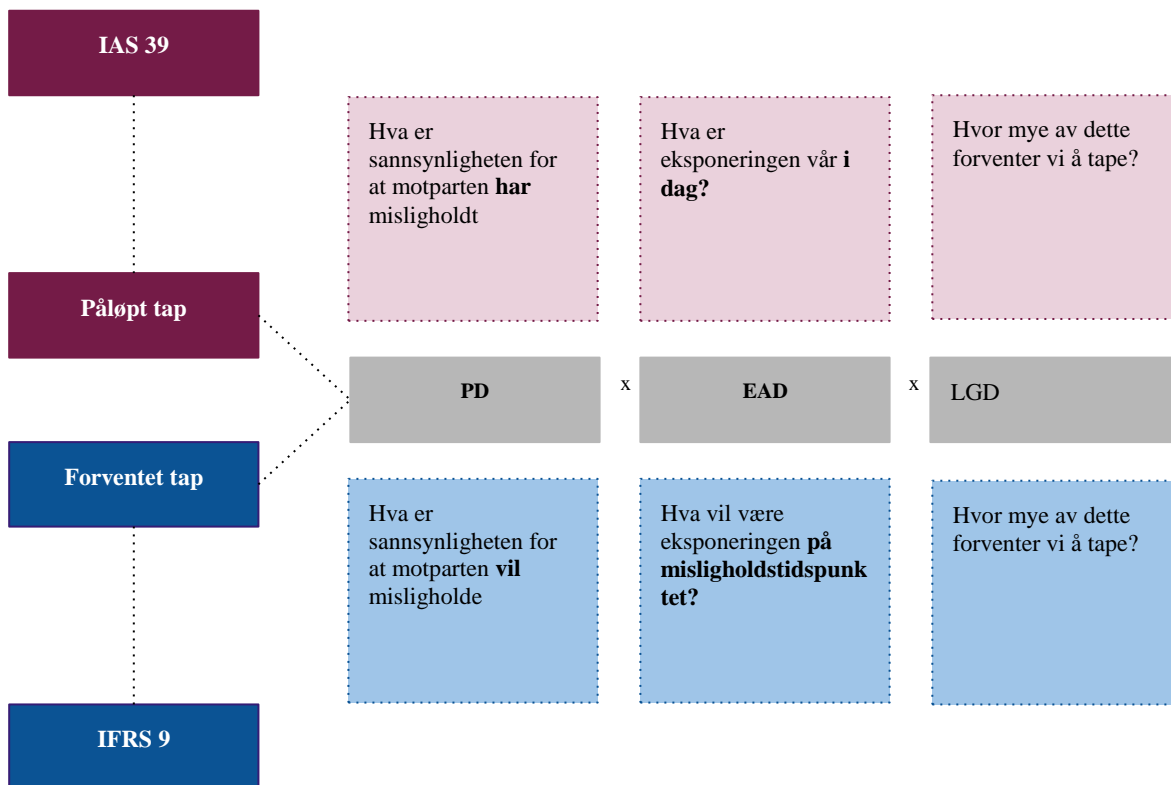 IAS 39
Hva er
sannsynligheten for
at motparten har
misligholdt
Hva er
eksponeringen vår i
dag?
Hvor mye av dette
forventer vi å tape?
Påløpt tap
PD
x
EAD
x
LGD
Forventet tap
Hva er
sannsynligheten for
at motparten vil
misligholde
Hva vil være
eksponeringen på
misligholdstidspunk
tet?
Hvor mye av dette
forventer vi å tape?
IFRS 9